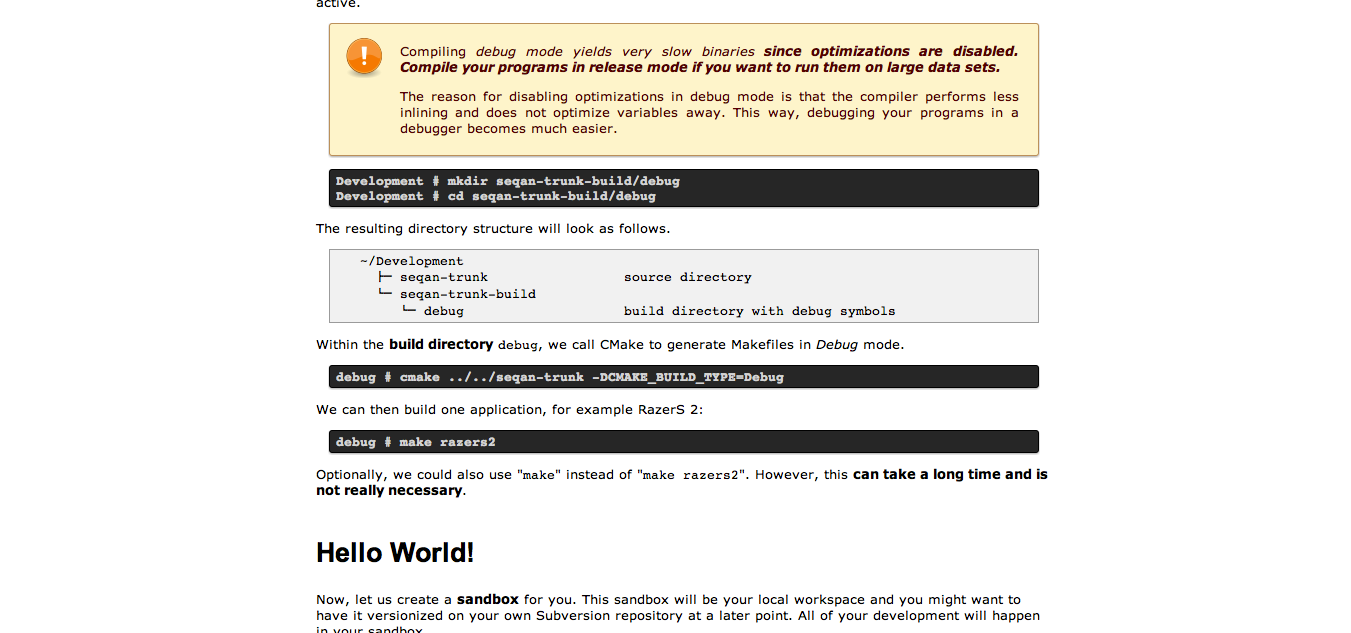 active.
Compiling debug mode yields very slow binaries since optimizations are disabled.
Compile your programs in release mode if you want to run them on large data sets.
The reason for disabling optimizations in debug mode is that the compiler performs less
inlining and does not optimize variables away. This way, debugging your programs in a
debugger becomes much easier.
Development # mkdir seqan-trunk-build/debug
Development # cd seqan-trunk-build/debug
The resulting directory structure will look as follows.
~/Development
├─ seqan-trunk source directory
└─ seqan-trunk-build
└─ debug build directory with debug symbols
Within the build directory debug, we call CMake to generate Makefiles in Debug mode.
debug # cmake ../../seqan-trunk -DCMAKE_BUILD_TYPE=Debug
We can then build one application, for example RazerS 2:
debug # make razers2
Optionally, we could also use "make" instead of "make razers2". However, this can take a long time and is
not really necessary.
Hello World!
Now, let us create a sandbox for you. This sandbox will be your local workspace and you might want to
have it versionized on your own Subversion repository at a later point. All of your development will happen
in your sandbox.